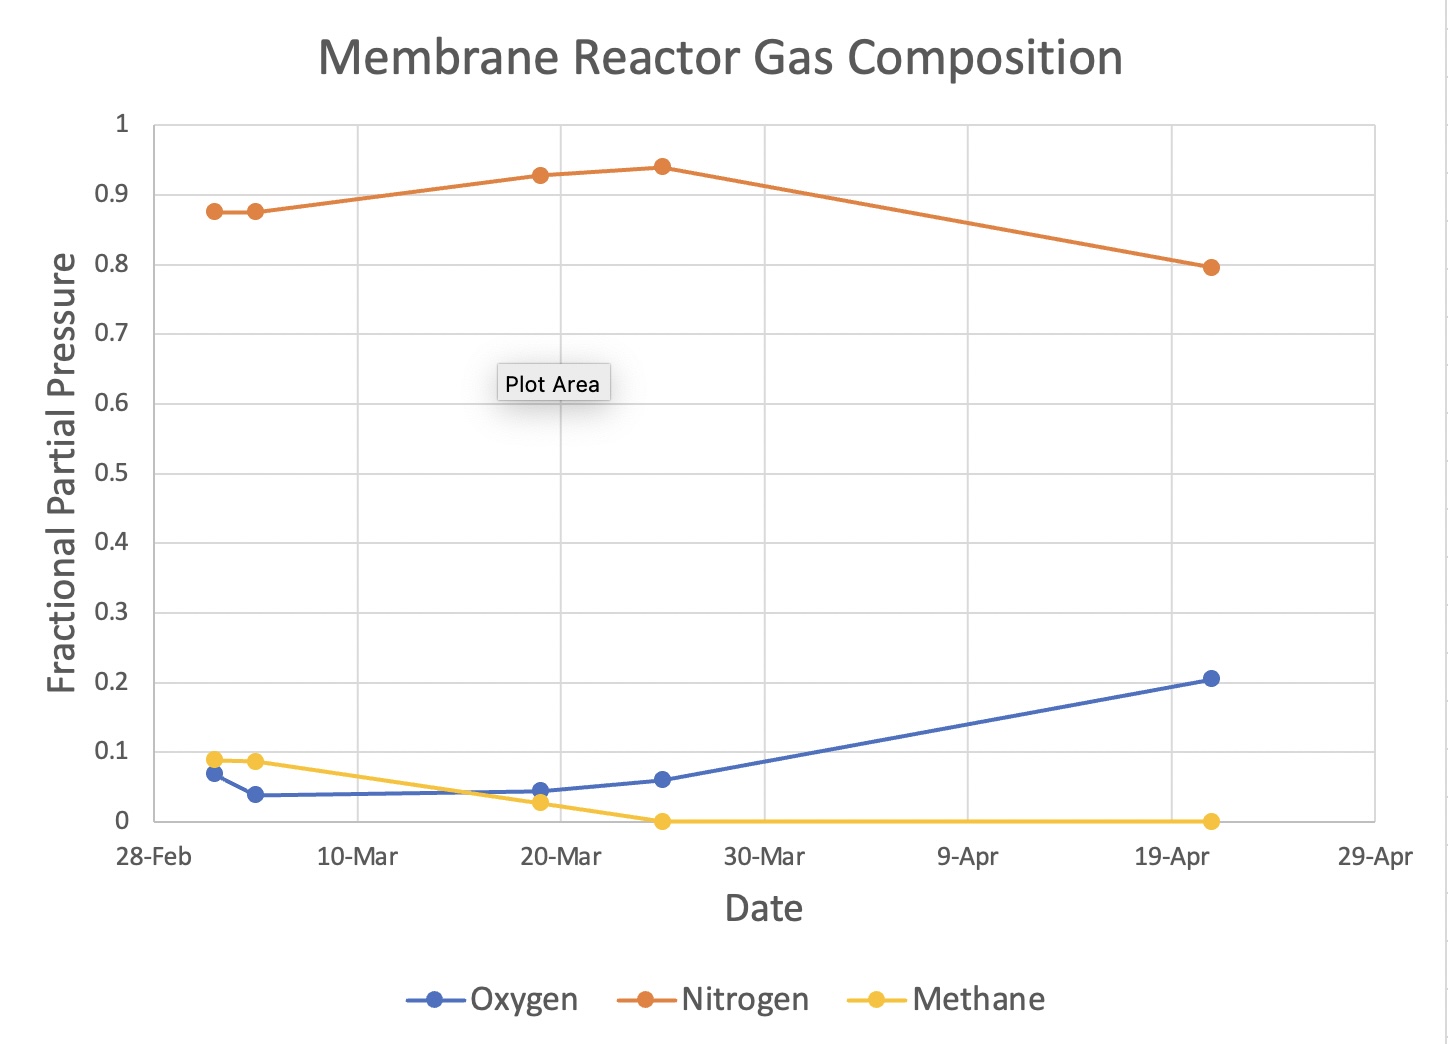 Membrane Reactor Gas Composition
Fractional Partial Pressure
1
0.9
0.8
0.7
0.6
0.5
0.4
0.3
0.2
0.1
0
Plot Area
28-Feb 10-Mar 20-Mar 30-Mar 9-Apr 19-Apr 29-Apr
Date
Oxygen Nitrogen Methane